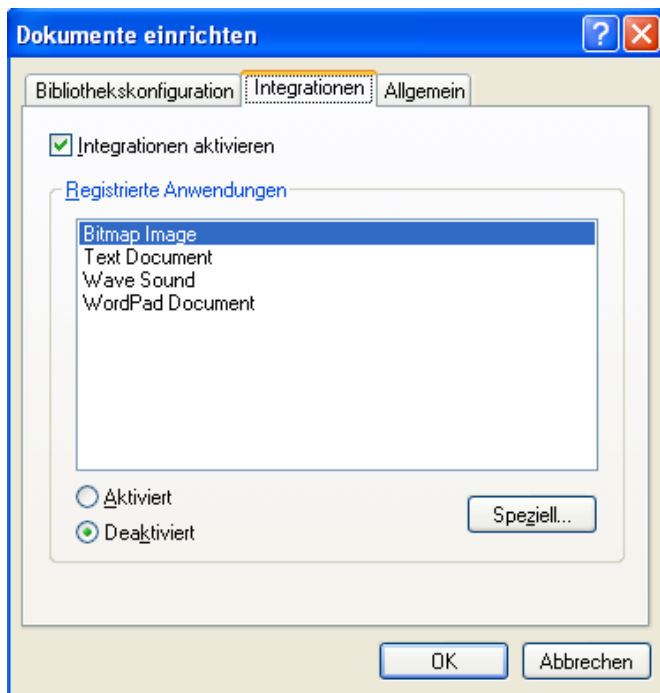 Dokumente einrichten
Bibliothekskonfiguration Integrationen Allgemein
Integrationen aktivieren
Registrierte Anwendungen
Bitmap Image
Text Document
Wave Sound
WordPad Document
Aktiviert
Deaktiviert
Speziell...
OK Abbrechen